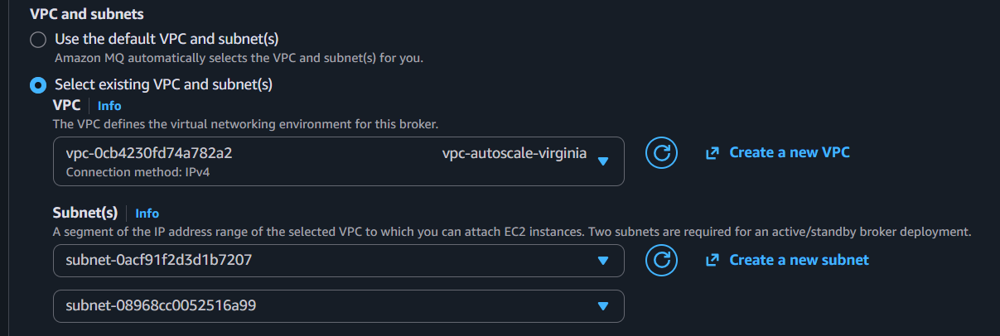 VPC and subnets
Use the default VPC and subnet(s)
Amazon MQ automatically selects the VPC and subnet(s) for you.
Select existing VPC and subnet(s)
VPC Info
The VPC defines the virtual networking environment for this broker.
vpc-0cb4230fd74a782a2 vpc-autoscale-virginia
Connection method: IPv4
Create a new VPC
Subnet(s) Info
A segment of the IP address range of the selected VPC to which you can attach EC2 instances. Two subnets are required for an active/standby broker deployment.
subnet-0acf91f2d3d1b7207
Create a new subnet
subnet-08968cc0052516a99